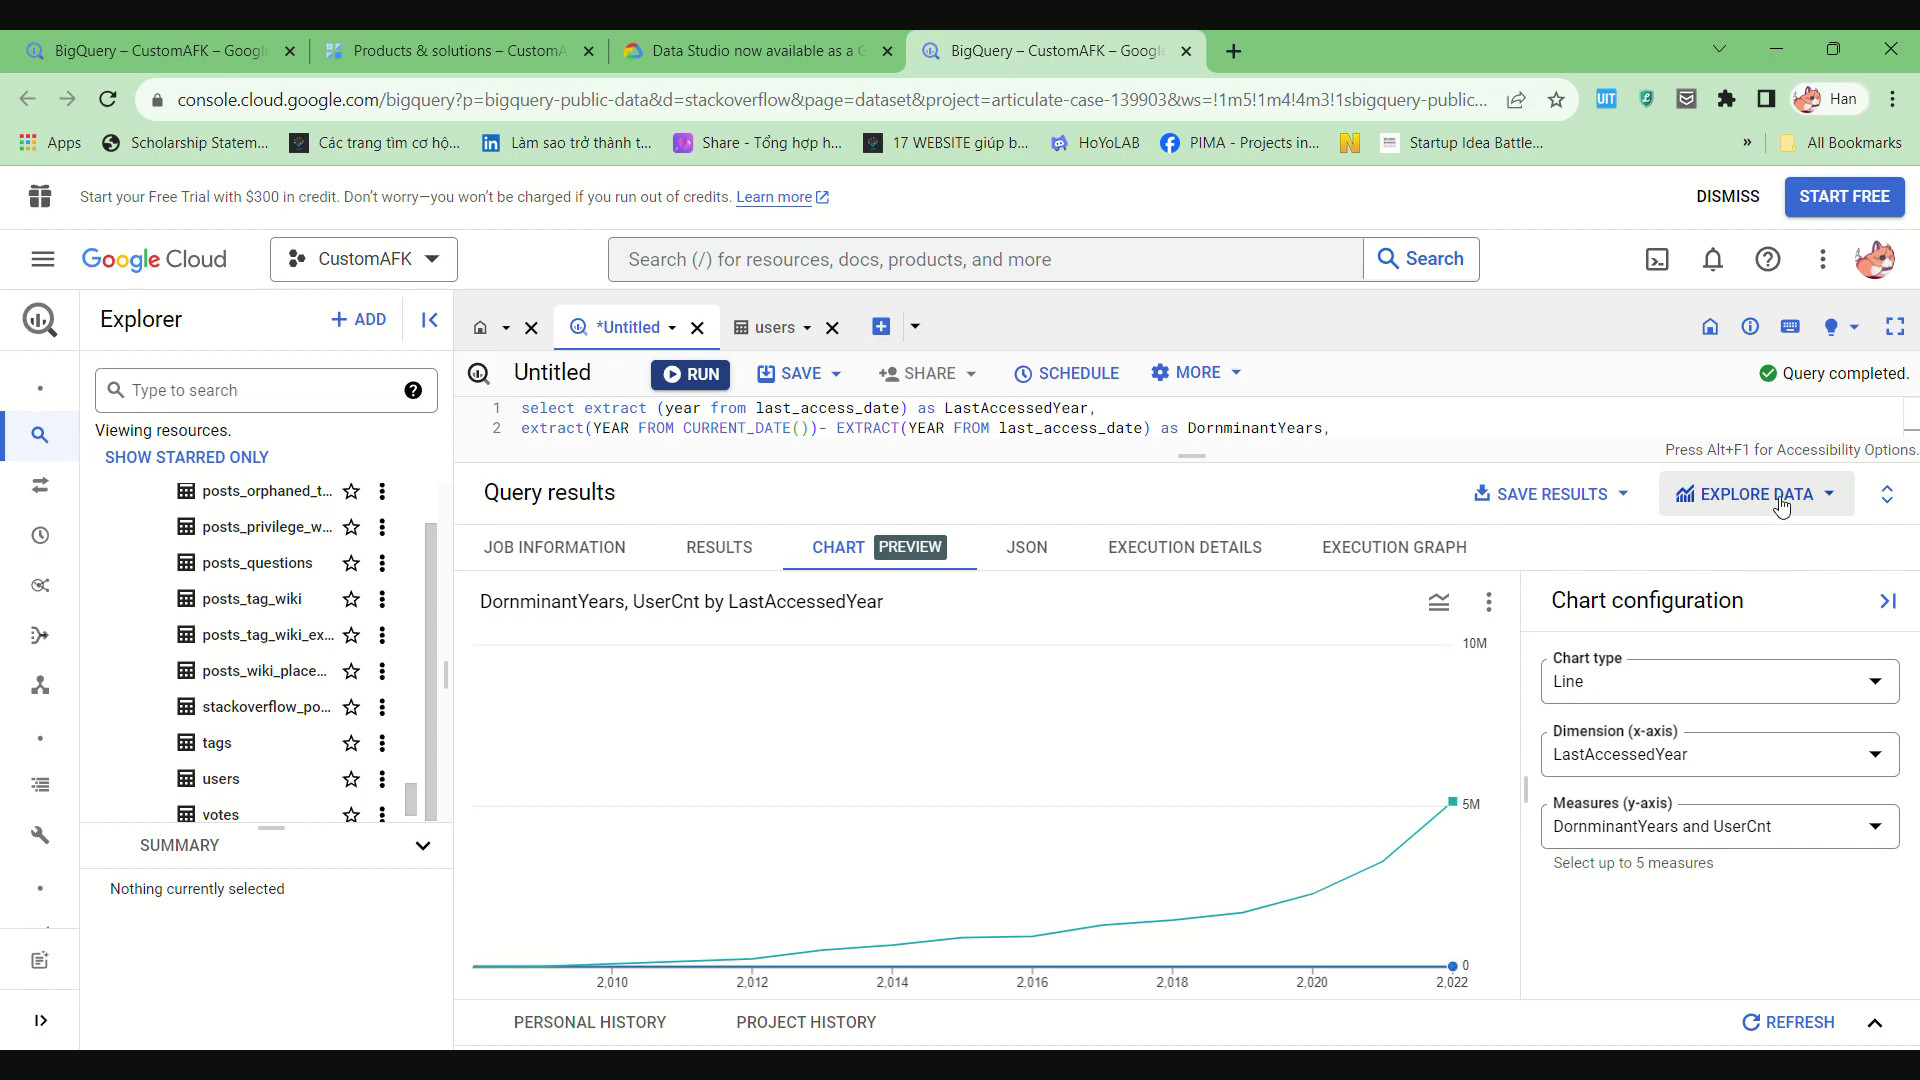 BigQuery – CustomAFK – Googl
Products & solutions – CustomA
Data Studio now available as a G
BigQuery – CustomAFK – Google
console.cloud.google.com/bigquery?p=bigquery-public-data&d=stackoverflow&page=dataset&project=articulate-case-139903&ws=!1m5!1m4!4m3!1sbigquery-public...
UIT
Han
Apps
Scholarship Statem...
Các trang tìm cơ hộ...
Làm sao trở thành t...
Share - Tổng hợp h...
17 WEBSITE giúp b...
HoYoLAB
PIMA - Projects in...
Startup Idea Battle...
»
All Bookmarks
Start your Free Trial with $300 in credit. Don't worry—you won't be charged if you run out of credits. Learn more
DISMISS
START FREE
Google Cloud
CustomAFK
Search (/) for resources, docs, products, and more
Search
Explorer
+ ADD
*Untitled
users
Type to search
Untitled
RUN
SAVE
SHARE
SCHEDULE
MORE
Query completed.
Viewing resources.
SHOW STARRED ONLY
1 select extract (year from last_access_date) as LastAccessedYear,
2 extract(YEAR FROM CURRENT_DATE())- EXTRACT(YEAR FROM last_access_date) as DornminantYears,
Press Alt+F1 for Accessibility Options.
posts_orphaned_t...
posts_privilege_w...
posts_questions
posts_tag_wiki
posts_tag_wiki_ex...
posts_wiki_place...
stackoverflow_po...
tags
users
votes
SUMMARY
Nothing currently selected
Query results
SAVE RESULTS
EXPLORE DATA
JOB INFORMATION
RESULTS
CHART PREVIEW
JSON
EXECUTION DETAILS
EXECUTION GRAPH
DornminantYears, UserCnt by LastAccessedYear
10M
5M
0
2,010
2,012
2,014
2,016
2,018
2,020
2,022
Chart configuration
Chart type
Line
Dimension (x-axis)
LastAccessedYear
Measures (y-axis)
DornminantYears and UserCnt
Select up to 5 measures
PERSONAL HISTORY
PROJECT HISTORY
REFRESH